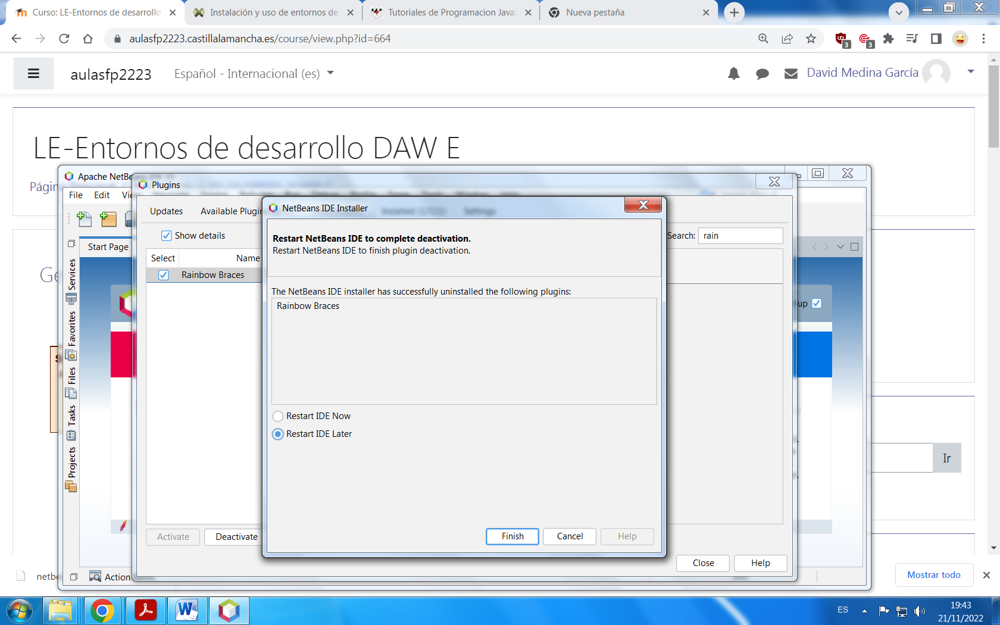 Curso: LE-Entornos de desarrollo
Instalación y uso de entornos de
Tutoriales de Programacion Java:
Nueva pestaña
aulasfp2223.castillalamancha.es/course/view.php?id=664
3
3
aulasfp2223
Español - Internacional (es)
David Medina García
LE-Entornos de desarrollo DAW E
Págin
Apache NetBe
Plugins
File Edit Vi
Updates
Available Plugi
Installed
Settings
NetBeans IDE Installer
Show details
Search: rain
Restart NetBeans IDE to complete deactivation.
Restart NetBeans IDE to finish plugin deactivation.
Start Page
Select
Name
Rainbow Braces
Ge
Services
Favorites
Files
Tasks
Projects
The NetBeans IDE installer has successfully uninstalled the following plugins:
Rainbow Braces
up
Restart IDE Now
Restart IDE Later
Ir
Activate
Deactivate
Finish
Cancel
Help
Close
Help
netbe
Action
Mostrar todo
ES
19:43
21/11/2022